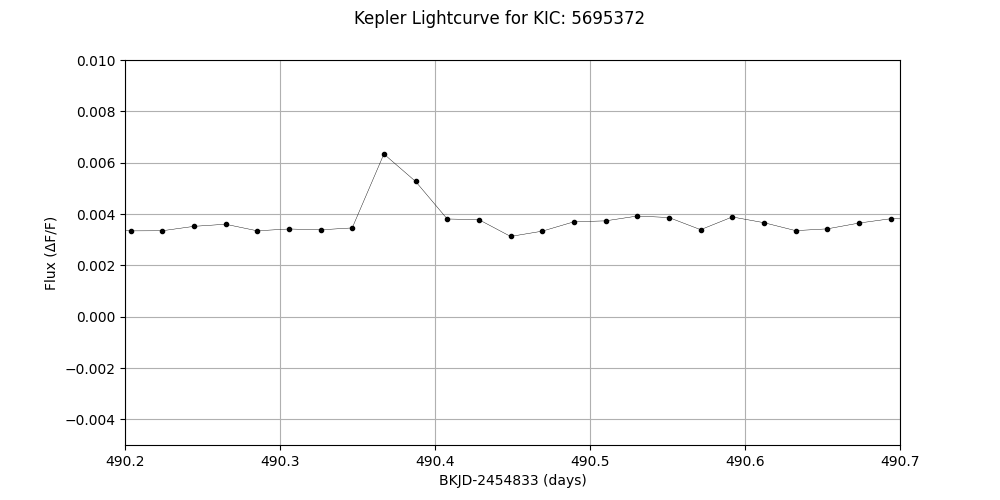 Kepler Lightcurve for KIC: 5695372
0.010
0.008
0.006
0.004
0.002
0.000
−0.002
−0.004
Flux (ΔF/F)
490.2 490.3 490.4 490.5 490.6 490.7
BKJD-2454833 (days)